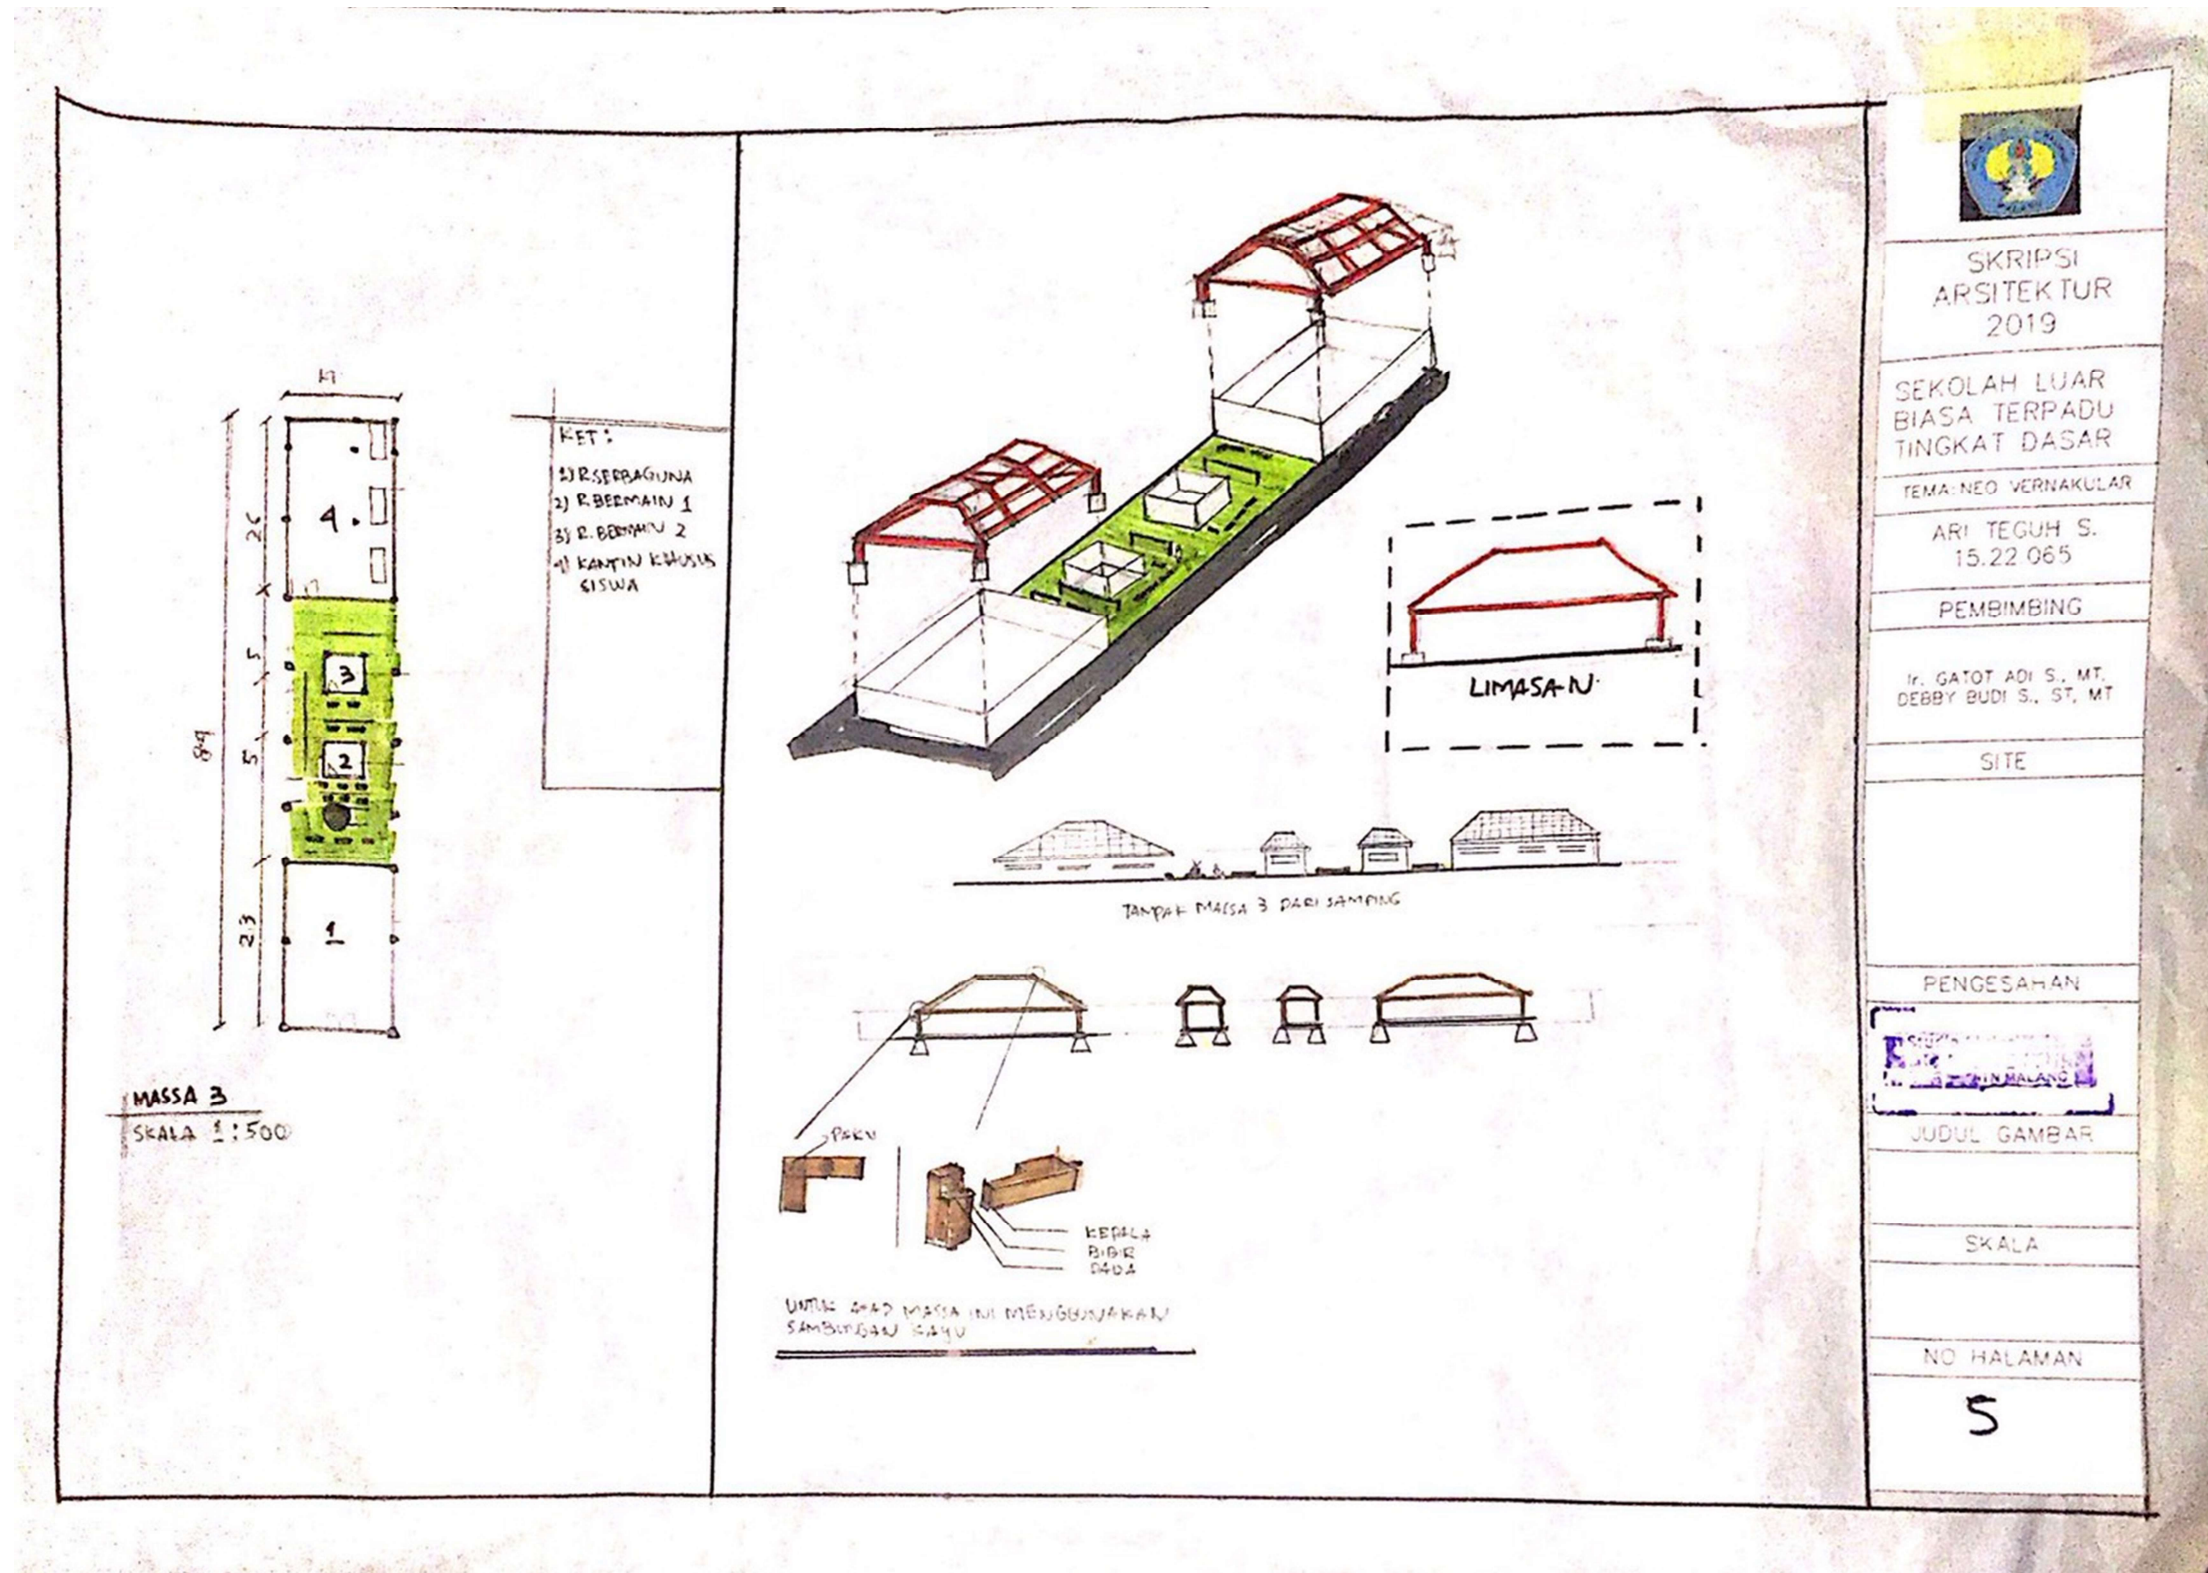 26
5
5
23
4
3
2
1
MASSA 3
SKALA 1:500
KET:
1) R.SERBAGUNA
2) R.BERMAIN 1
3) R.BERMAIN 2
4) KANTIN KHUSUS
SISWA
LIMASAN
TAMPAK MASSA 3 DARI SAMPING
PAKU
KEPALA
BIBIR
DADA
UNTUK ATAP MASSA INI MENGGUNAKAN
SAMBUNGAN KAYU
SKRIPSI
ARSITEKTUR
2019
SEKOLAH LUAR
BIASA TERPADU
TINGKAT DASAR
TEMA: NEO VERNAKULAR
ARI TEGUH S.
15.22.065
PEMBIMBING
Ir. GATOT ADI S., MT.
DEBBY BUDI S., ST, MT
SITE
PENGESAHAN
MALANG
JUDUL GAMBAR
SKALA
NO HALAMAN
5